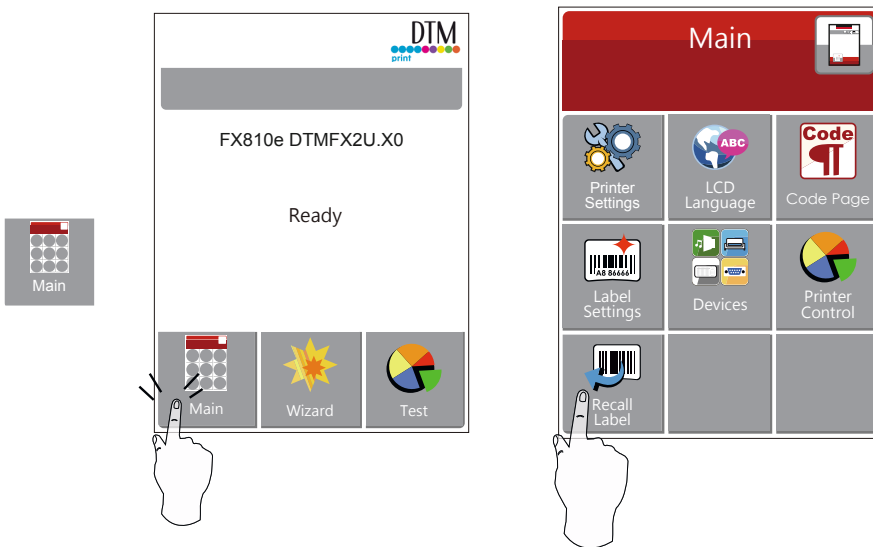 Main
DTM
print
FX810e DTMFX2U.X0
Ready
Main
Wizard
Test
Main
Printer
Settings
ABC
LCD
Language
Code
Code Page
A8 86666
Label
Settings
Devices
Printer
Control
Recall
Label